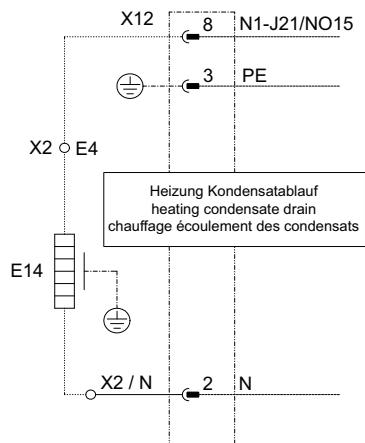 X12 8 N1-J21/NO15
3 PE
X2 E4
Heizung Kondensatablauf
heating condensate drain
chauffage écoulement des condensats
E14
X2 / N 2 N